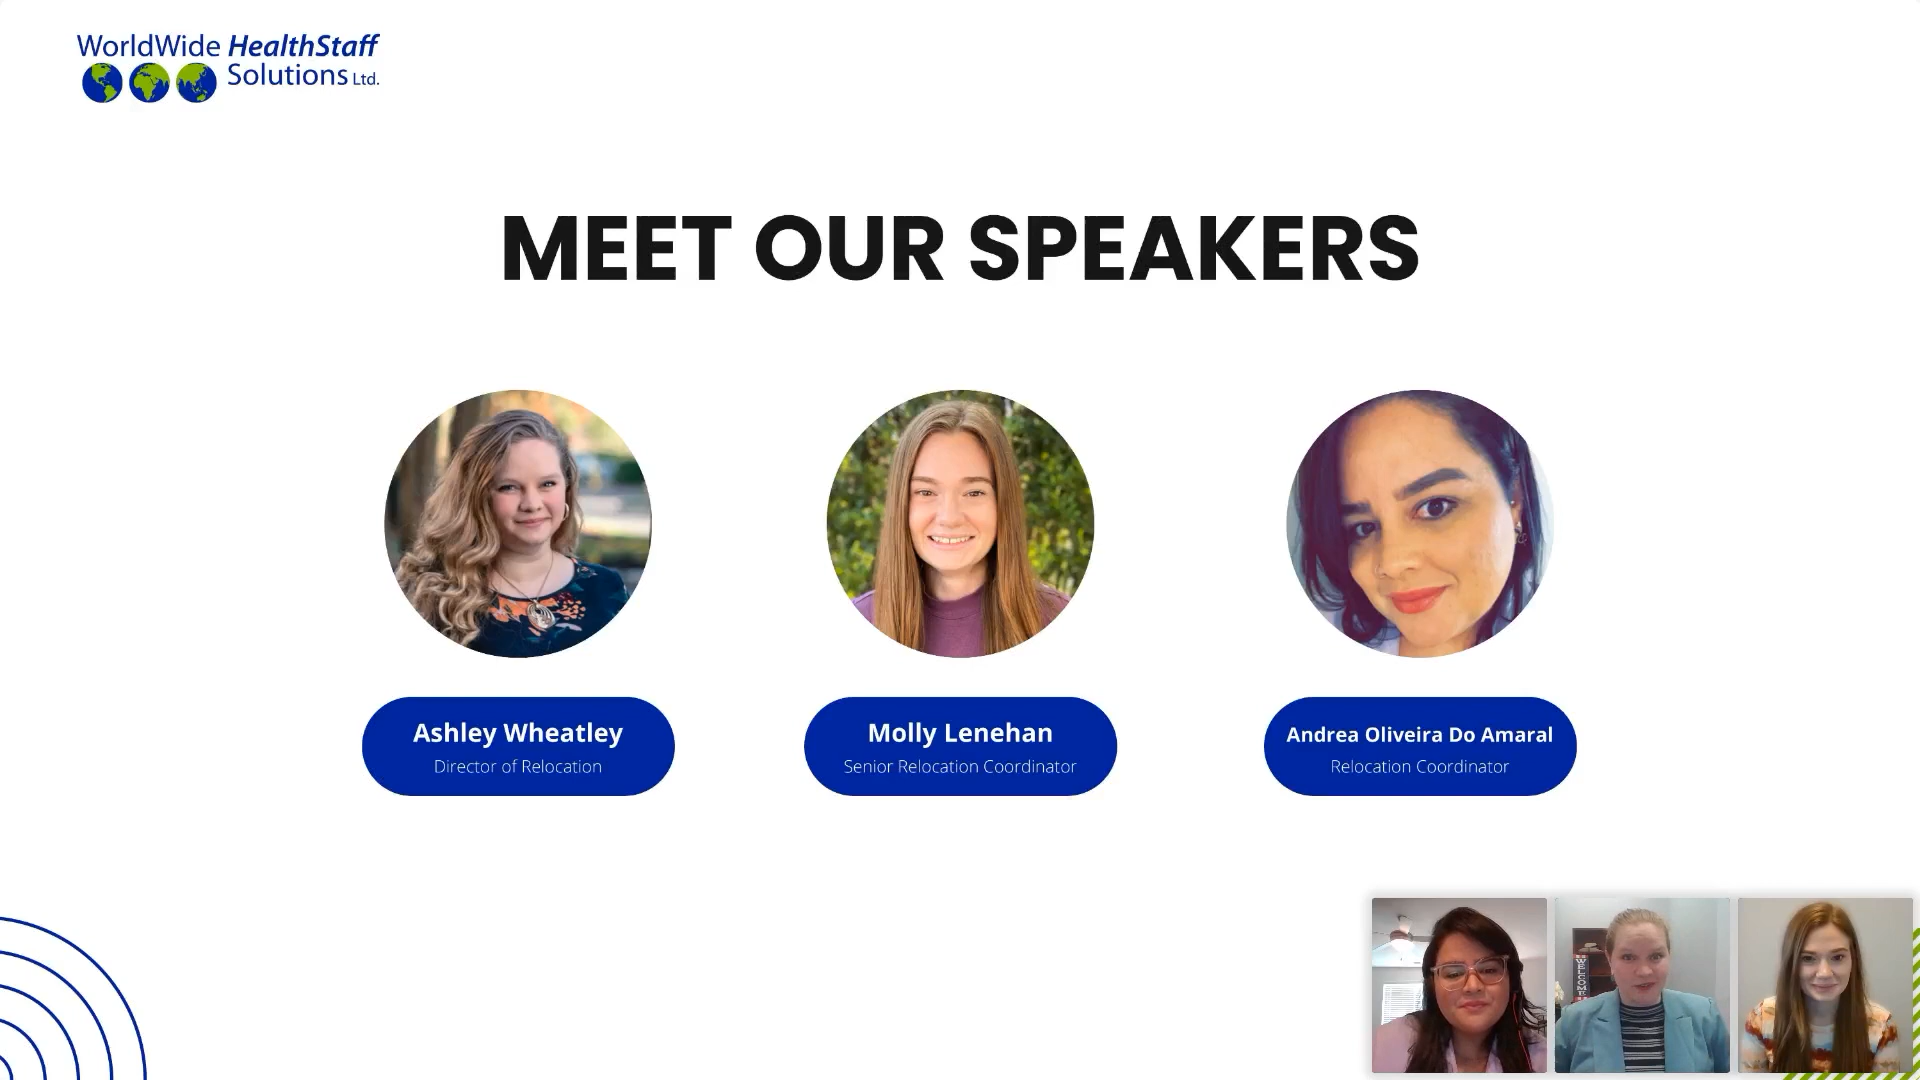 WorldWide HealthStaff
Solutions Ltd.
MEET OUR SPEAKERS
Ashley Wheatley
Director of Relocation
Molly Lenehan
Senior Relocation Coordinator
Andrea Oliveira Do Amaral
Relocation Coordinator
WELCOME